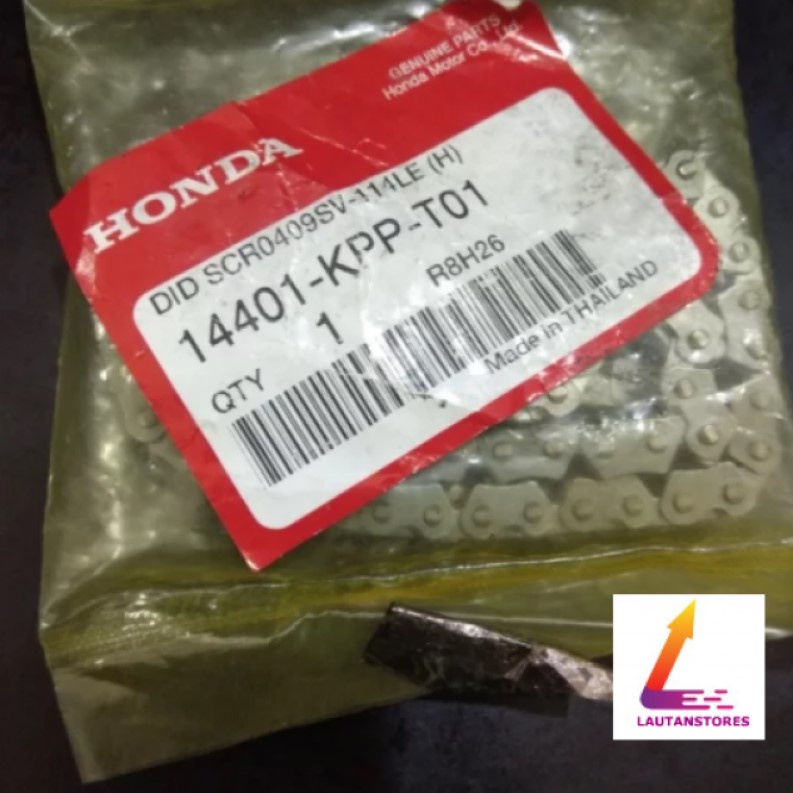 GENUINE PARTS
Honda Motor Co., Ltd.
HONDA
DID SCR0409SV-114LE (H)
14401-KPP-T01
QTY 1 R8H26
Made in THAILAND
LAUTANSTORES